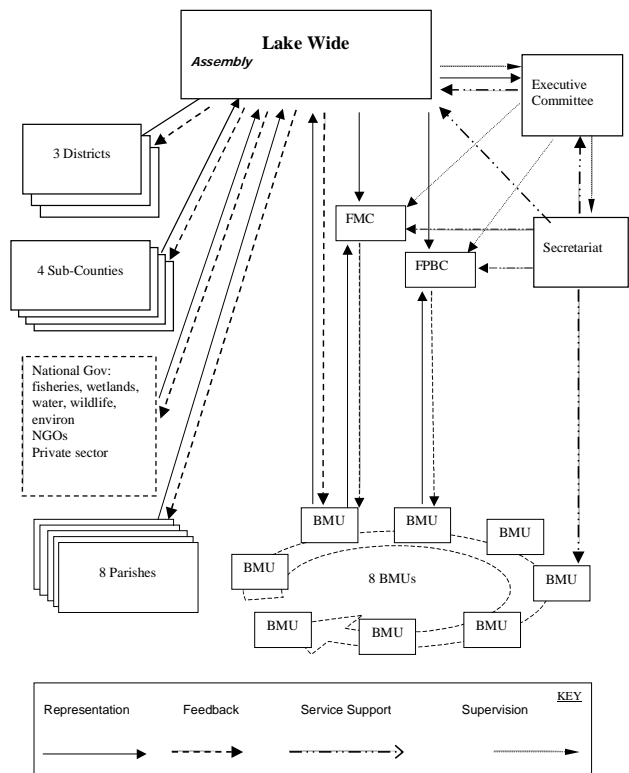 Lake Wide
Assembly
Executive
Committee
3 Districts
FMC
Secretariat
4 Sub-Counties
FPBC
National Gov:
fisheries, wetlands,
water, wildlife,
environ
NGOs
Private sector
BMU
BMU
BMU
BMU
8 BMUs
BMU
8 Parishes
BMU
BMU
BMU
KEY
Representation
Feedback
Service Support
Supervision